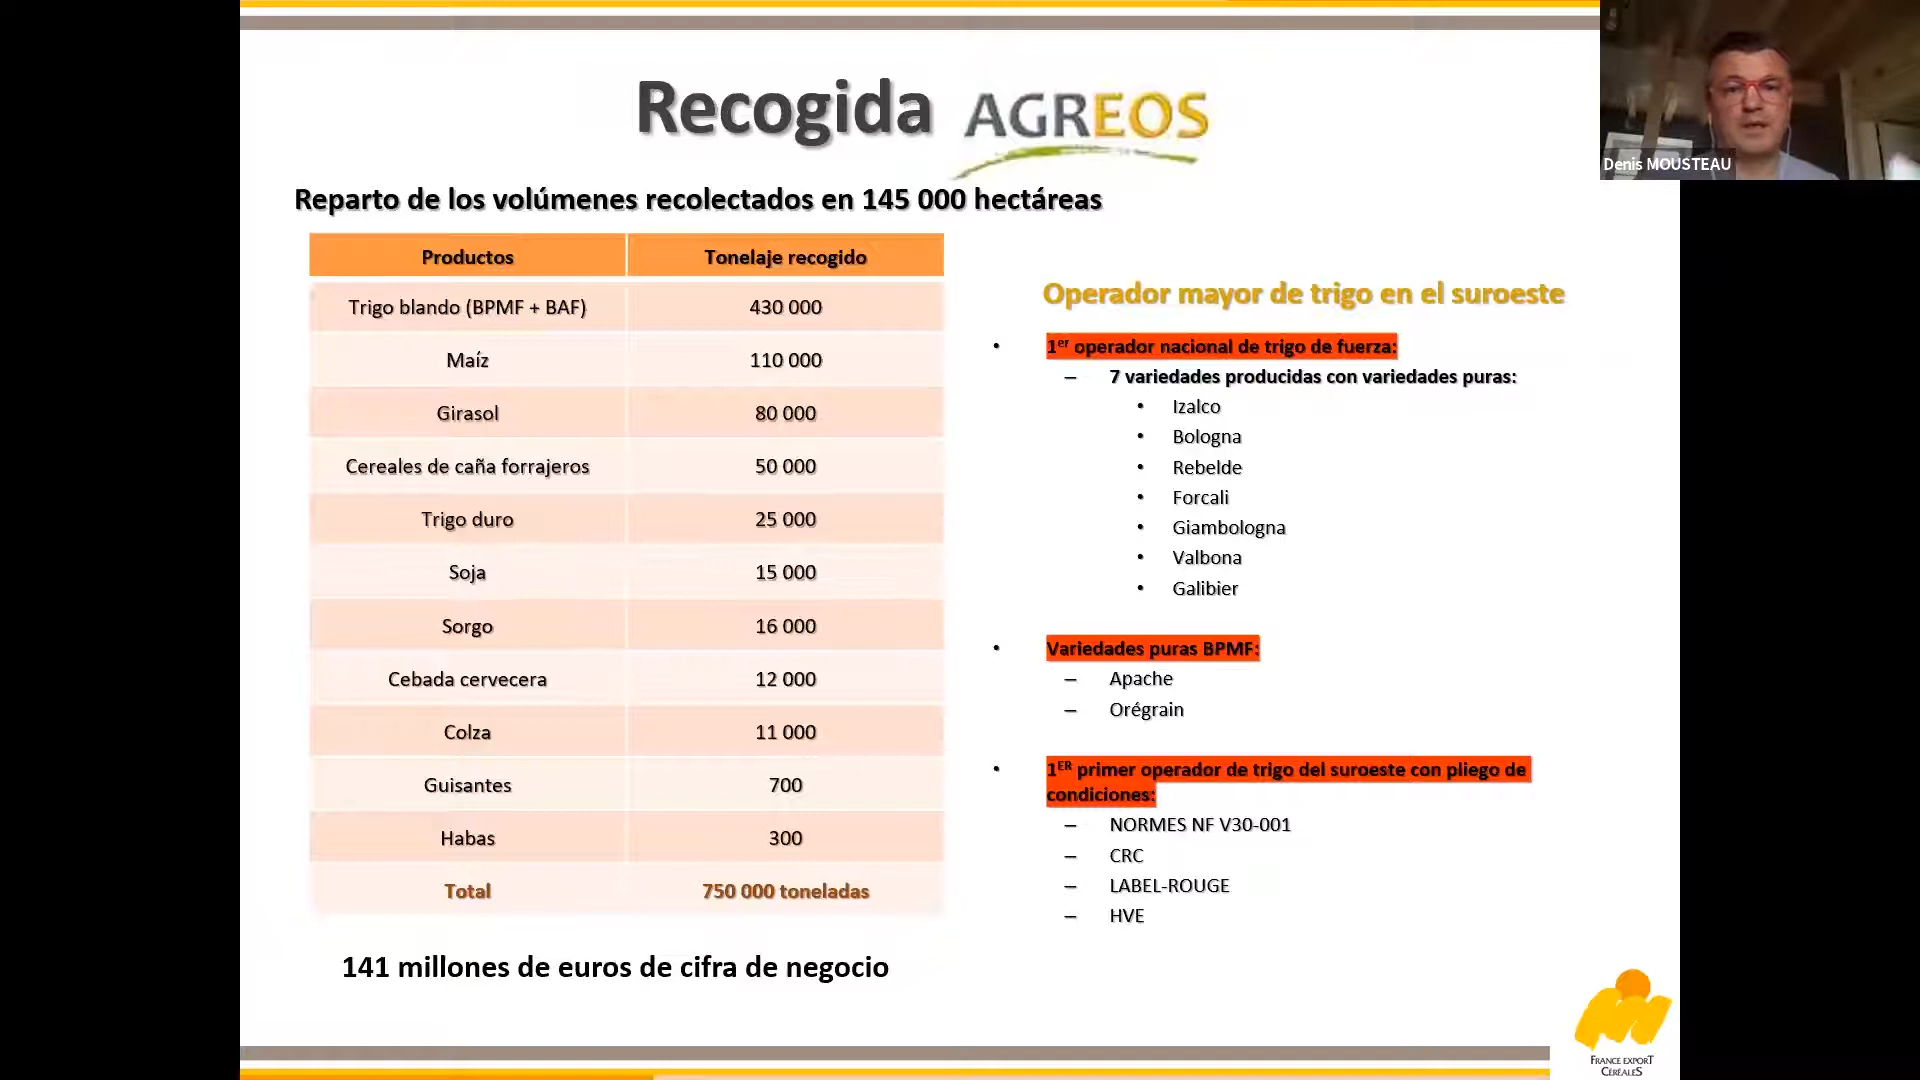 Recogida AGREOS
Denis MOUSTEAU
Reparto de los volúmenes recolectados en 145 000 hectáreas
Productos Tonelaje recogido
Trigo blando (BPMF + BAF) 430 000
Maíz 110 000
Girasol 80 000
Cereales de caña forrajeros 50 000
Trigo duro 25 000
Soja 15 000
Sorgo 16 000
Cebada cervecera 12 000
Colza 11 000
Guisantes 700
Habas 300
Total 750 000 toneladas
141 millones de euros de cifra de negocio
Operador mayor de trigo en el suroeste
• 1er operador nacional de trigo de fuerza:
– 7 variedades producidas con variedades puras:
• Izalco
• Bologna
• Rebelde
• Forcali
• Giambologna
• Valbona
• Galibier
• Variedades puras BPMF:
– Apache
– Orégrain
• 1ER primer operador de trigo del suroeste con pliego de
condiciones:
– NORMES NF V30-001
– CRC
– LABEL-ROUGE
– HVE
FRANCE EXPORT
CÉRÉALES